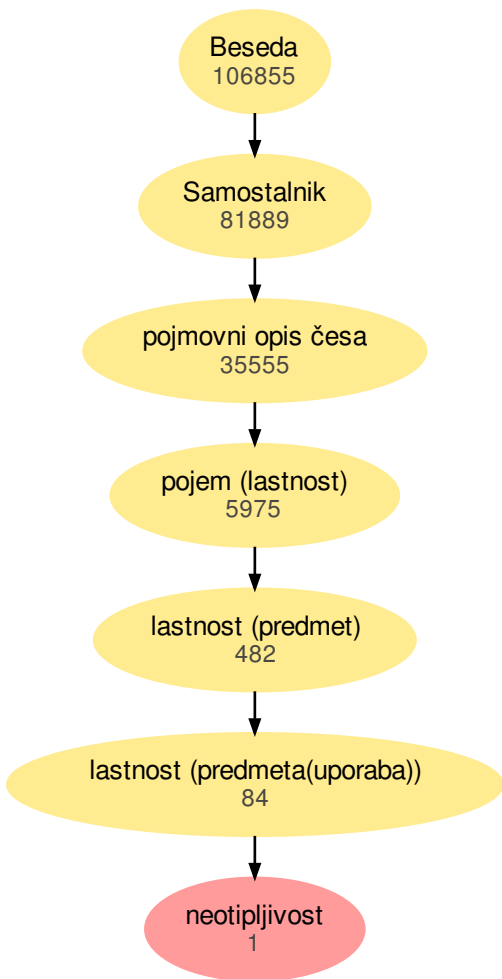 Beseda
106855
Samostalnik
81889
pojmovni opis česa
35555
pojem (lastnost)
5975
lastnost (predmet)
482
lastnost (predmeta(uporaba))
84
neotipljivost
1